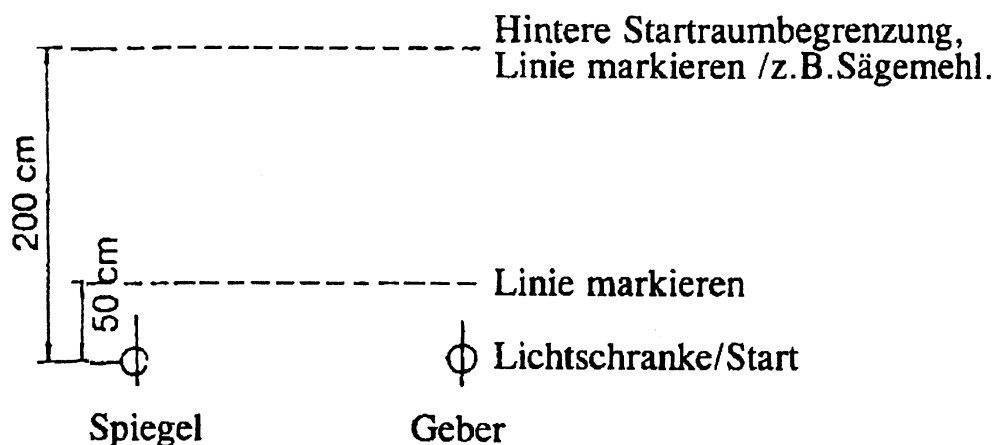 Hintere Startraumbegrenzung,
Linie markieren /z.B.Sägemehl.
200 cm
50 cm
Linie markieren
Lichtschranke/Start
Spiegel
Geber